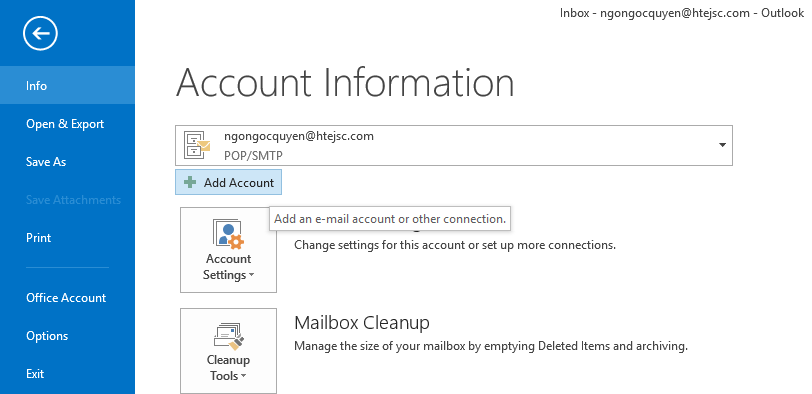 Inbox - ngongocquyen@htejsc.com - Outlook
Info
Open & Export
Save As
Save Attachments
Print
Office Account
Options
Exit
Account Information
ngongocquyen@htejsc.com
POP/SMTP
Add Account
Add an e-mail account or other connection.
Account
Settings
Change settings for this account or set up more connections.
Cleanup
Tools
Mailbox Cleanup
Manage the size of your mailbox by emptying Deleted Items and archiving.